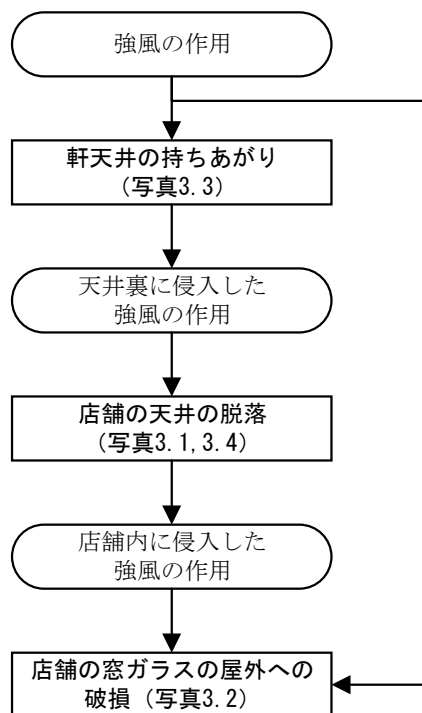 強風の作用
軒天井の持ちあがり
（写真3.3）
天井裏に侵入した
強風の作用
店舗の天井の脱落
（写真3.1,3.4）
店舗内に侵入した
強風の作用
店舗の窓ガラスの屋外への
破損（写真3.2）